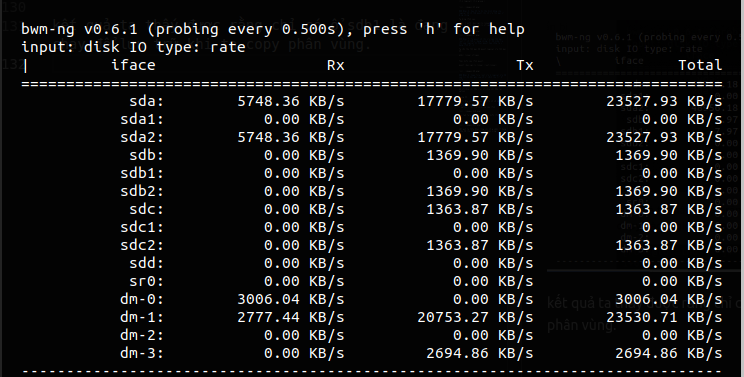 130
bwm-ng v0.6.1 (probing every 0.500s), press 'h' for help
input: disk IO type: rate
| iface Rx Tx Total
==============================================================================
sda: 5748.36 KB/s 17779.57 KB/s 23527.93 KB/s
sda1: 0.00 KB/s 0.00 KB/s 0.00 KB/s
sda2: 5748.36 KB/s 17779.57 KB/s 23527.93 KB/s
sdb: 0.00 KB/s 1369.90 KB/s 1369.90 KB/s
sdb1: 0.00 KB/s 0.00 KB/s 0.00 KB/s
sdb2: 0.00 KB/s 1369.90 KB/s 1369.90 KB/s
sdc: 0.00 KB/s 1363.87 KB/s 1363.87 KB/s
sdc1: 0.00 KB/s 0.00 KB/s 0.00 KB/s
sdc2: 0.00 KB/s 1363.87 KB/s 1363.87 KB/s
sdd: 0.00 KB/s 0.00 KB/s 0.00 KB/s
sr0: 0.00 KB/s 0.00 KB/s 0.00 KB/s
dm-0: 3006.04 KB/s 0.00 KB/s 3006.04 KB/s
dm-1: 2777.44 KB/s 20753.27 KB/s 23530.71 KB/s
dm-2: 0.00 KB/s 0.00 KB/s 0.00 KB/s
dm-3: 0.00 KB/s 2694.86 KB/s 2694.86 KB/s
------------------------------------------------------------------------------
kết quả ta
phân vùng.